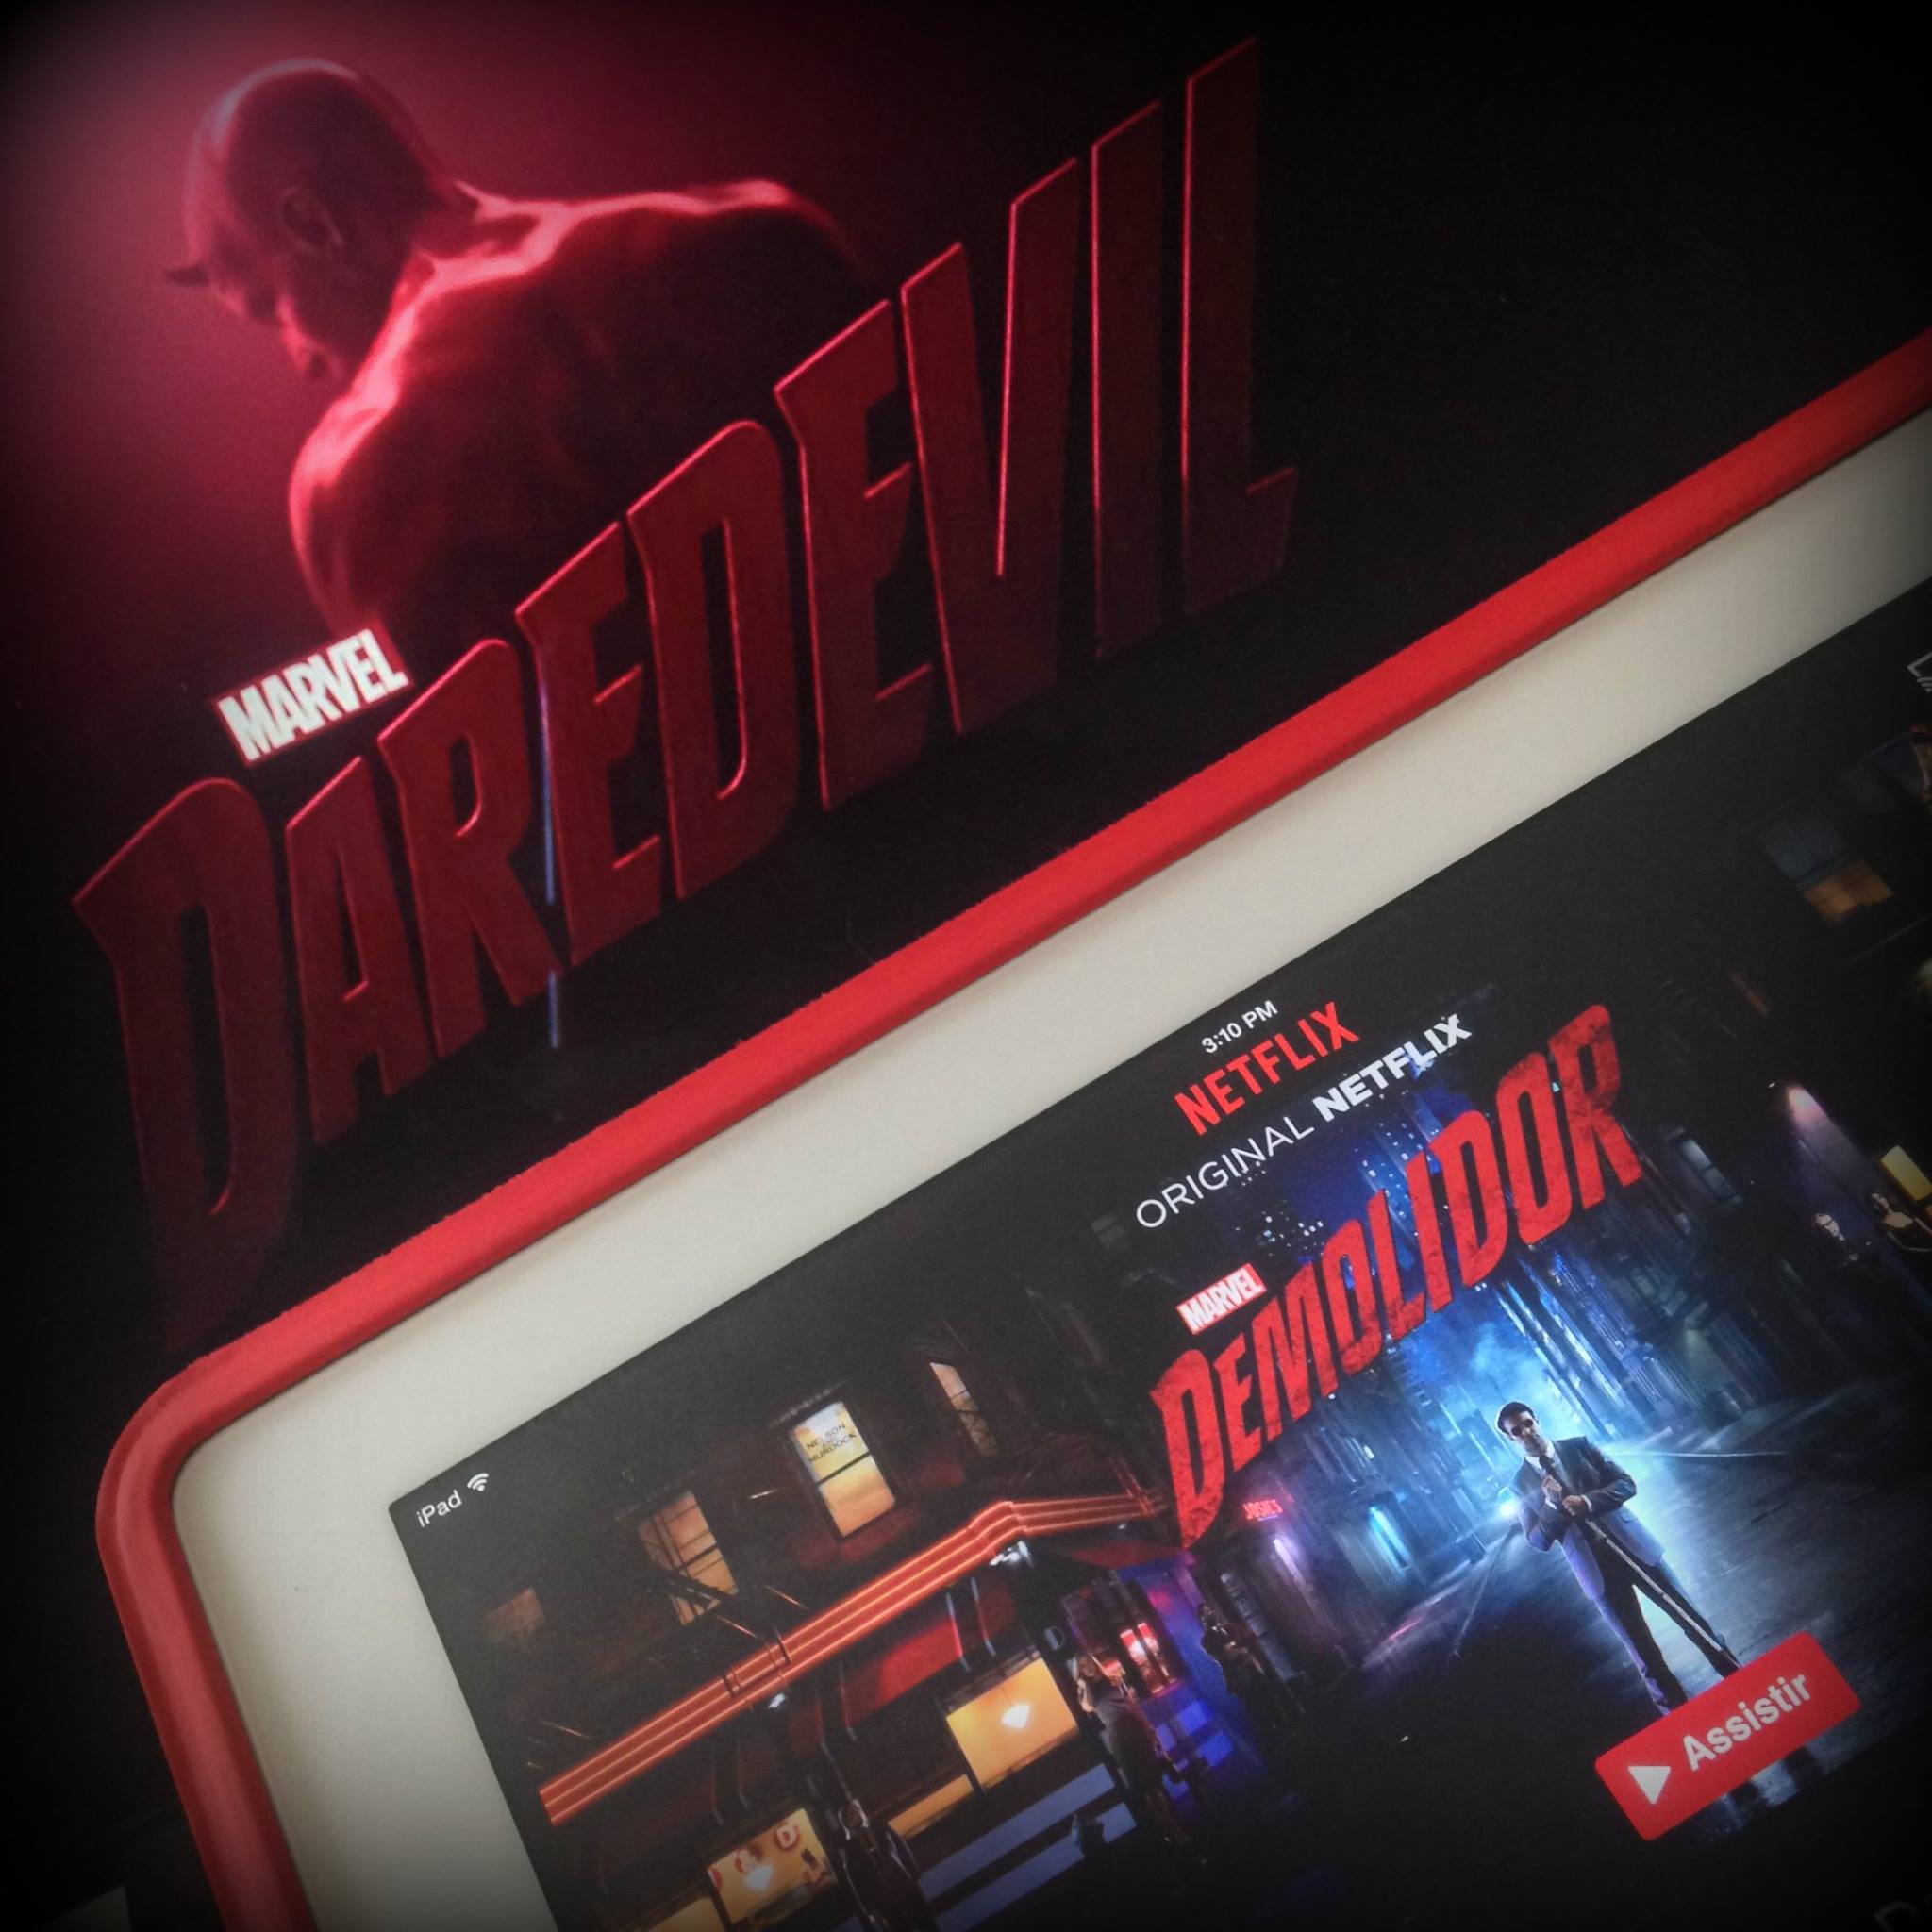 MARVEL
DAREDEVIL
iPad
3:10 PM
NETFLIX
ORIGINAL NETFLIX
MARVEL
DEMOLIDOR
NELSON
MURDOCK
JOSIE'S
Assistir